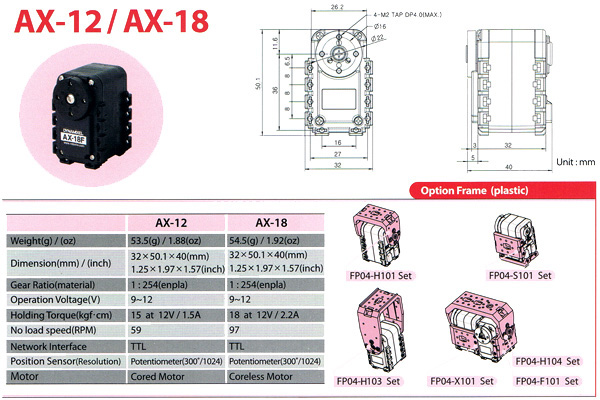 AX-12 / AX-18
DYNAMIXEL
AX-18F
26.2
4-M2 TAP DP4.0(MAX.)
Ø16
Ø22
50.1
11.6
36
6.5
8
8
8
16
27
32
3
32
5
40
Unit : mm
Option Frame (plastic)
AX-12 AX-18
Weight(g) / (oz) 53.5(g) / 1.88(oz) 54.5(g) / 1.92(oz)
Dimension(mm) / (inch) 32×50.1×40(mm) 32×50.1×40(mm)
1.25×1.97×1.57(inch) 1.25×1.97×1.57(inch)
Gear Ratio(material) 1 : 254(enpla) 1 : 254(enpla)
Operation Voltage(V) 9~12 9~12
Holding Torque(kgf·cm) 15 at 12V / 1.5A 18 at 12V / 2.2A
No load speed(RPM) 59 97
Network Interface TTL TTL
Position Sensor(Resolution) Potentiometer(300°/1024) Potentiometer(300°/1024)
Motor Cored Motor Coreless Motor
FP04-H101 Set
FP04-S101 Set
FP04-H103 Set
FP04-X101 Set
FP04-H104 Set
FP04-F101 Set